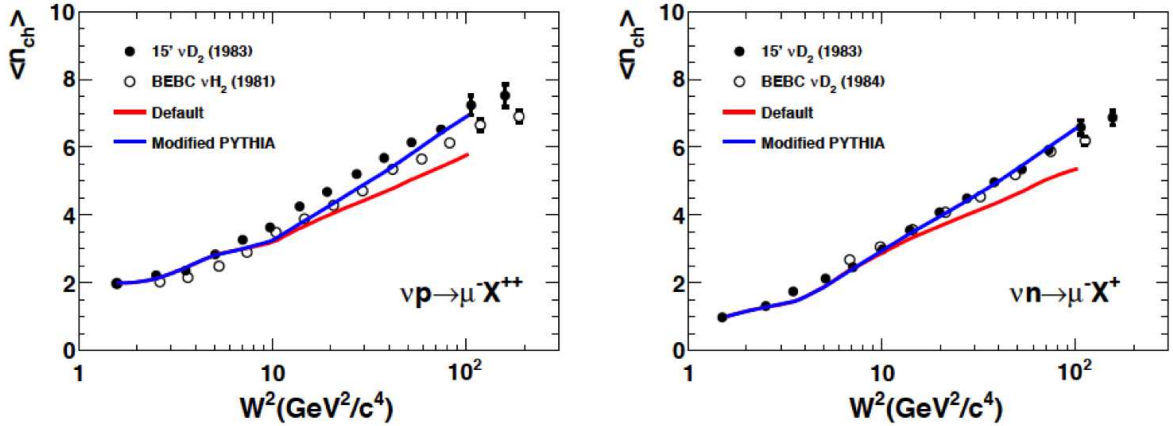 <n_ch>
10
8
6
4
2
0
15' νD₂ (1983)
BEBC νH₂ (1981)
Default
Modified PYTHIA
νp→μ⁻X⁺⁺
1
10
10²
W²(GeV²/c⁴)
<n_ch>
10
8
6
4
2
0
15' νD₂ (1983)
BEBC νD₂ (1984)
Default
Modified PYTHIA
νn→μ⁻X⁺
1
10
10²
W²(GeV²/c⁴)